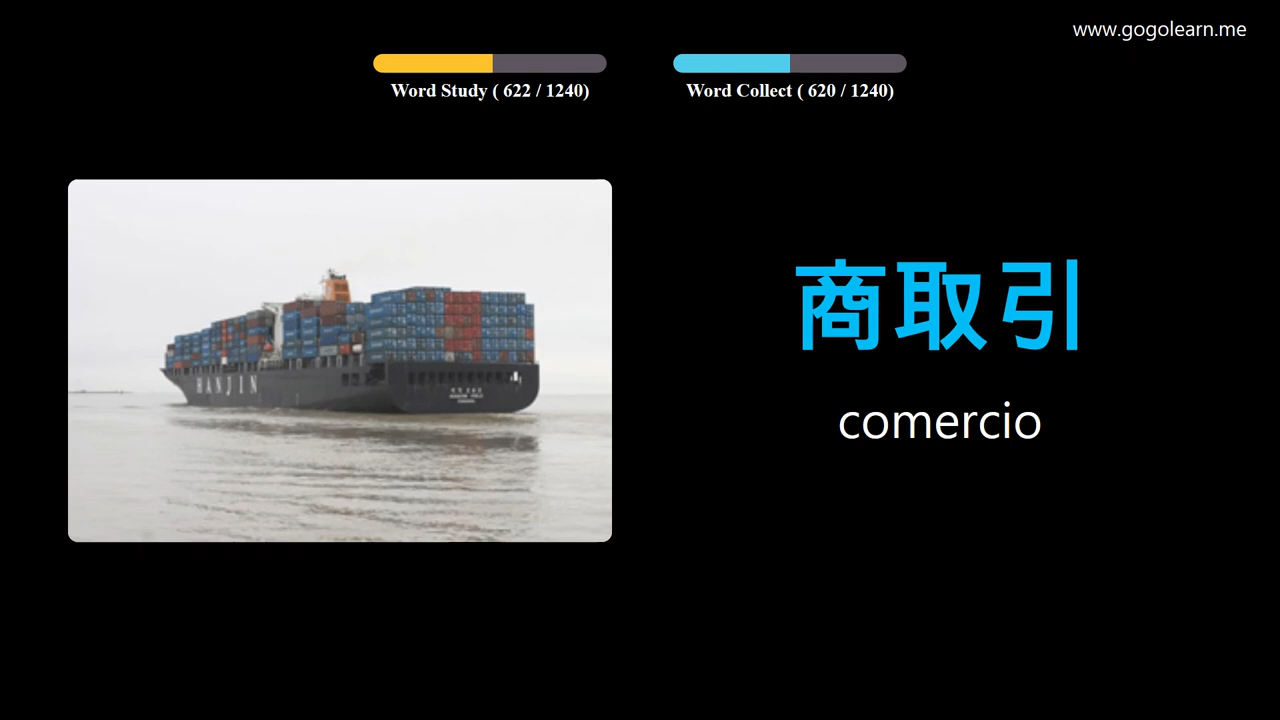 www.gogolearn.me
Word Study ( 622 / 1240)
Word Collect ( 620 / 1240)
商取引
comercio
HANJIN